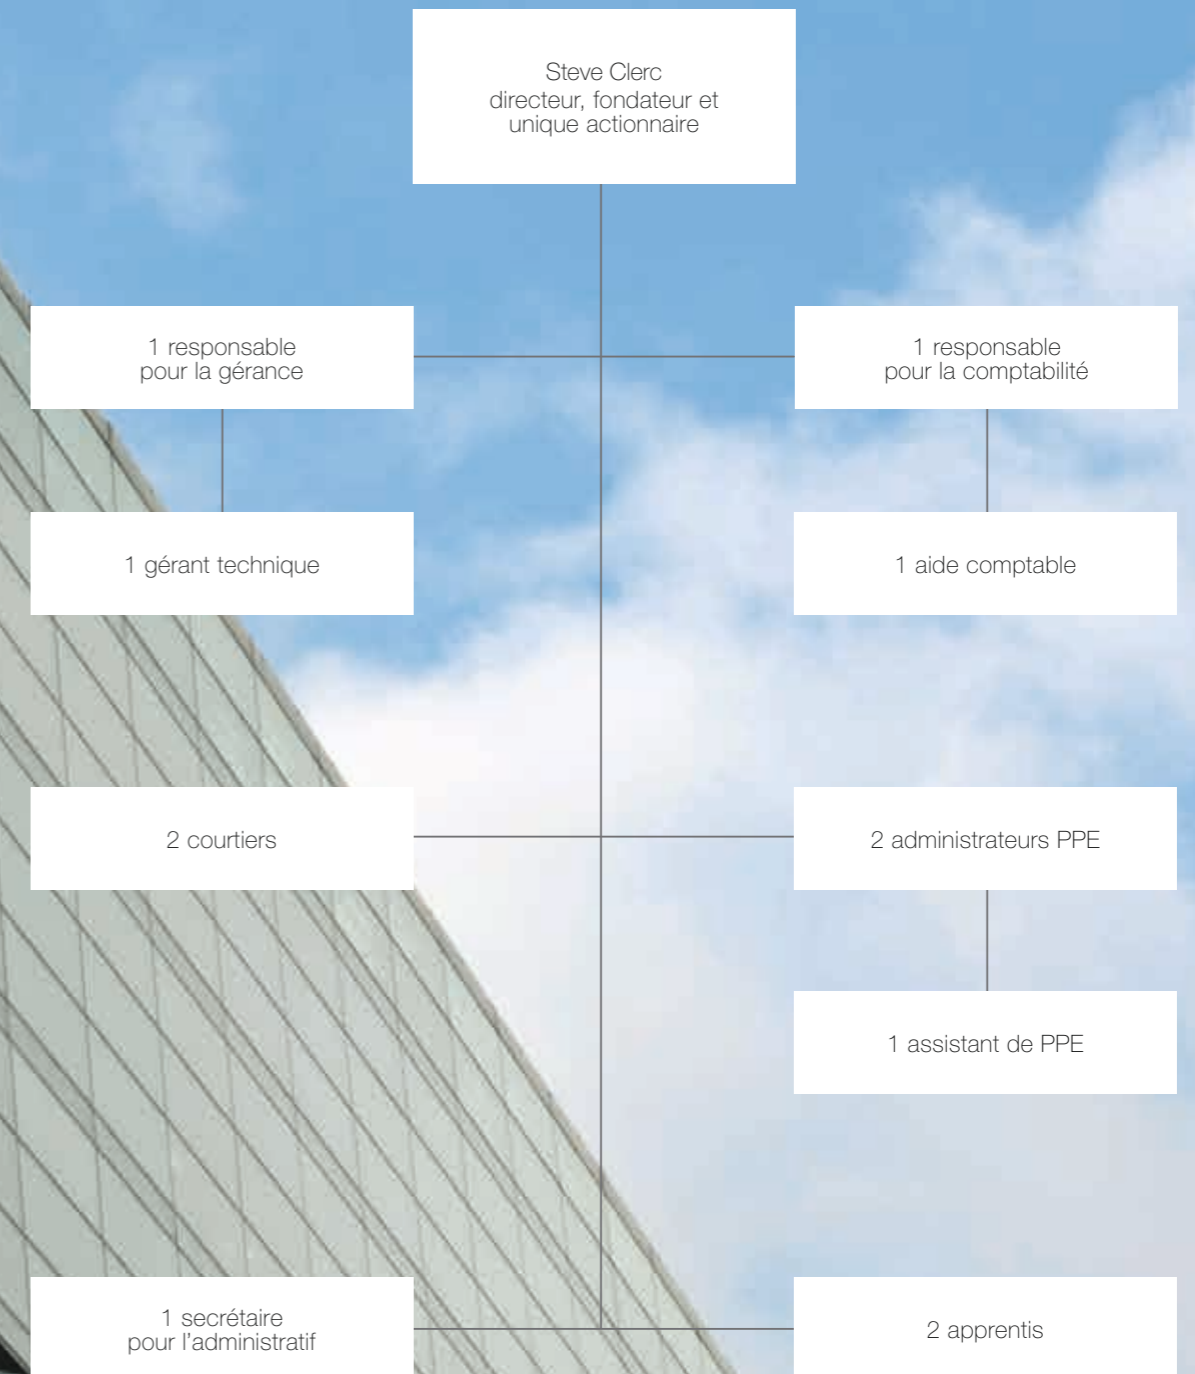 Steve Clerc
directeur, fondateur et
unique actionnaire
1 responsable
pour la gérance
1 responsable
pour la comptabilité
1 gérant technique
1 aide comptable
2 courtiers
2 administrateurs PPE
1 assistant de PPE
1 secrétaire
pour l'administratif
2 apprentis